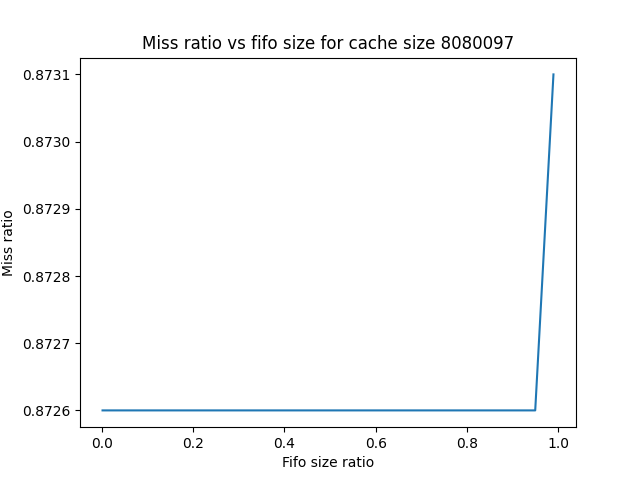 Miss ratio vs fifo size for cache size 8080097
0.8731
0.8730
0.8729
0.8728
0.8727
0.8726
Miss ratio
0.0 0.2 0.4 0.6 0.8 1.0
Fifo size ratio